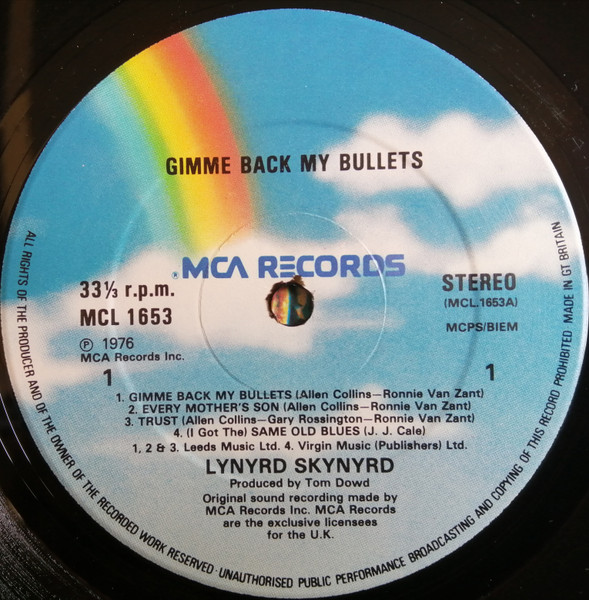 GIMME BACK MY BULLETS
® MCA RECORDS
33⅓ r.p.m.
MCL 1653
STEREO
(MCL.1653A)
MCPS/BIEM
Ⓟ 1976
MCA Records Inc.
1
1
1. GIMME BACK MY BULLETS (Allen Collins—Ronnie Van Zant)
2. EVERY MOTHER'S SON (Allen Collins—Ronnie Van Zant)
3. TRUST (Allen Collins—Gary Rossington—Ronnie Van Zant)
4. (I Got The) SAME OLD BLUES (J. J. Cale)
1. 2 & 3. Leeds Music Ltd. 4. Virgin Music (Publishers) Ltd.
LYNYRD SKYNYRD
Produced by Tom Dowd
Original sound recording made by
MCA Records Inc. MCA Records
are the exclusive licensees
for the U.K.
ALL RIGHTS OF THE PRODUCER AND OF THE OWNER OF THE RECORDED WORK RESERVED · UNAUTHORISED PUBLIC PERFORMANCE BROADCASTING AND COPYING OF THIS RECORD PROHIBITED MADE IN GT BRITAIN